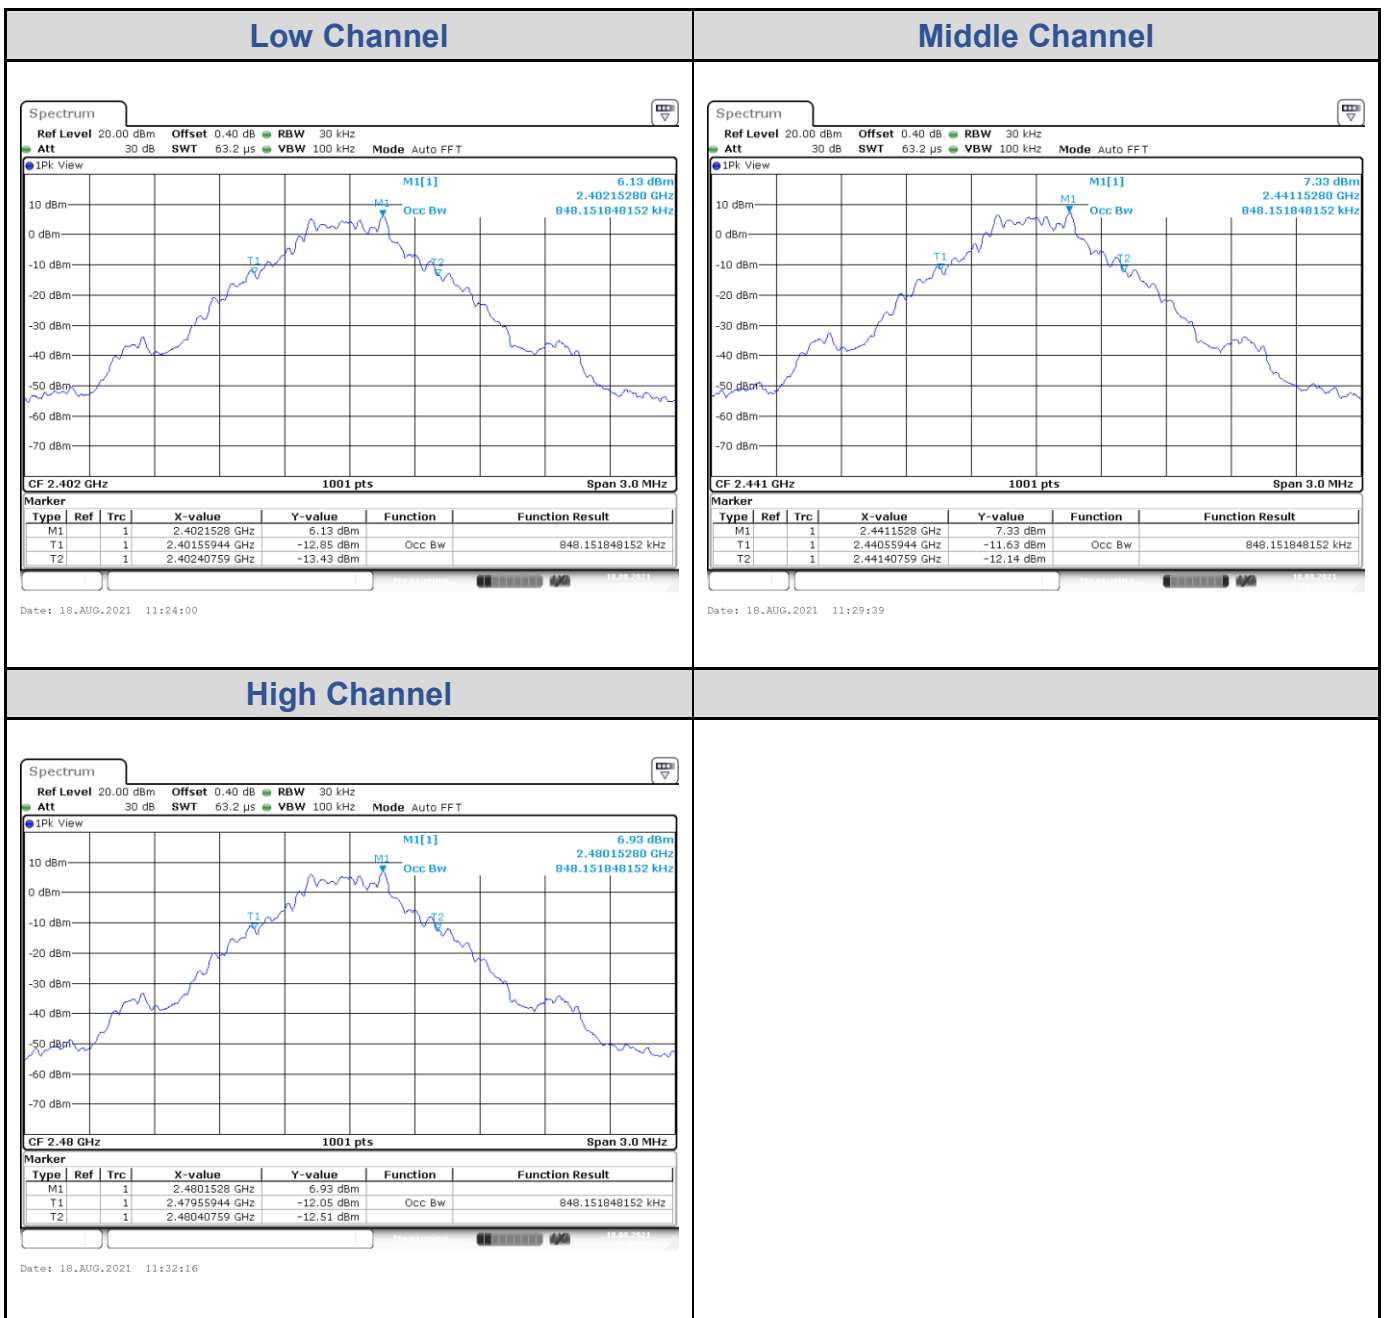 Low Channel
Middle Channel
Spectrum
Ref Level 20.00 dBm Offset 0.40 dB RBW 30 kHz
Att 30 dB SWT 63.2 µs VBW 100 kHz Mode Auto FFT
1Pk View
M1[1] 6.13 dBm
2.40215280 GHz
Occ Bw 848.151848152 kHz
M1
T1
T2
10 dBm
0 dBm
-10 dBm
-20 dBm
-30 dBm
-40 dBm
-50 dBm
-60 dBm
-70 dBm
CF 2.402 GHz 1001 pts Span 3.0 MHz
Marker
Type Ref Trc X-value Y-value Function Function Result
M1 1 2.4021528 GHz 6.13 dBm
T1 1 2.40155944 GHz -12.85 dBm Occ Bw 848.151848152 kHz
T2 1 2.40240759 GHz -13.43 dBm
Measuring 18.08.2021
Date: 18.AUG.2021 11:24:00
Spectrum
Ref Level 20.00 dBm Offset 0.40 dB RBW 30 kHz
Att 30 dB SWT 63.2 µs VBW 100 kHz Mode Auto FFT
1Pk View
M1[1] 7.33 dBm
2.44115280 GHz
Occ Bw 848.151848152 kHz
M1
T1
T2
10 dBm
0 dBm
-10 dBm
-20 dBm
-30 dBm
-40 dBm
-50 dBm
-60 dBm
-70 dBm
CF 2.441 GHz 1001 pts Span 3.0 MHz
Marker
Type Ref Trc X-value Y-value Function Function Result
M1 1 2.4411528 GHz 7.33 dBm
T1 1 2.44055944 GHz -11.63 dBm Occ Bw 848.151848152 kHz
T2 1 2.44140759 GHz -12.14 dBm
Measuring 18.08.2021
Date: 18.AUG.2021 11:29:39
High Channel
Spectrum
Ref Level 20.00 dBm Offset 0.40 dB RBW 30 kHz
Att 30 dB SWT 63.2 µs VBW 100 kHz Mode Auto FFT
1Pk View
M1[1] 6.93 dBm
2.48015280 GHz
Occ Bw 848.151848152 kHz
M1
T1
T2
10 dBm
0 dBm
-10 dBm
-20 dBm
-30 dBm
-40 dBm
-50 dBm
-60 dBm
-70 dBm
CF 2.48 GHz 1001 pts Span 3.0 MHz
Marker
Type Ref Trc X-value Y-value Function Function Result
M1 1 2.4801528 GHz 6.93 dBm
T1 1 2.47955944 GHz -12.05 dBm Occ Bw 848.151848152 kHz
T2 1 2.48040759 GHz -12.51 dBm
Measuring 18.08.2021
Date: 18.AUG.2021 11:32:16